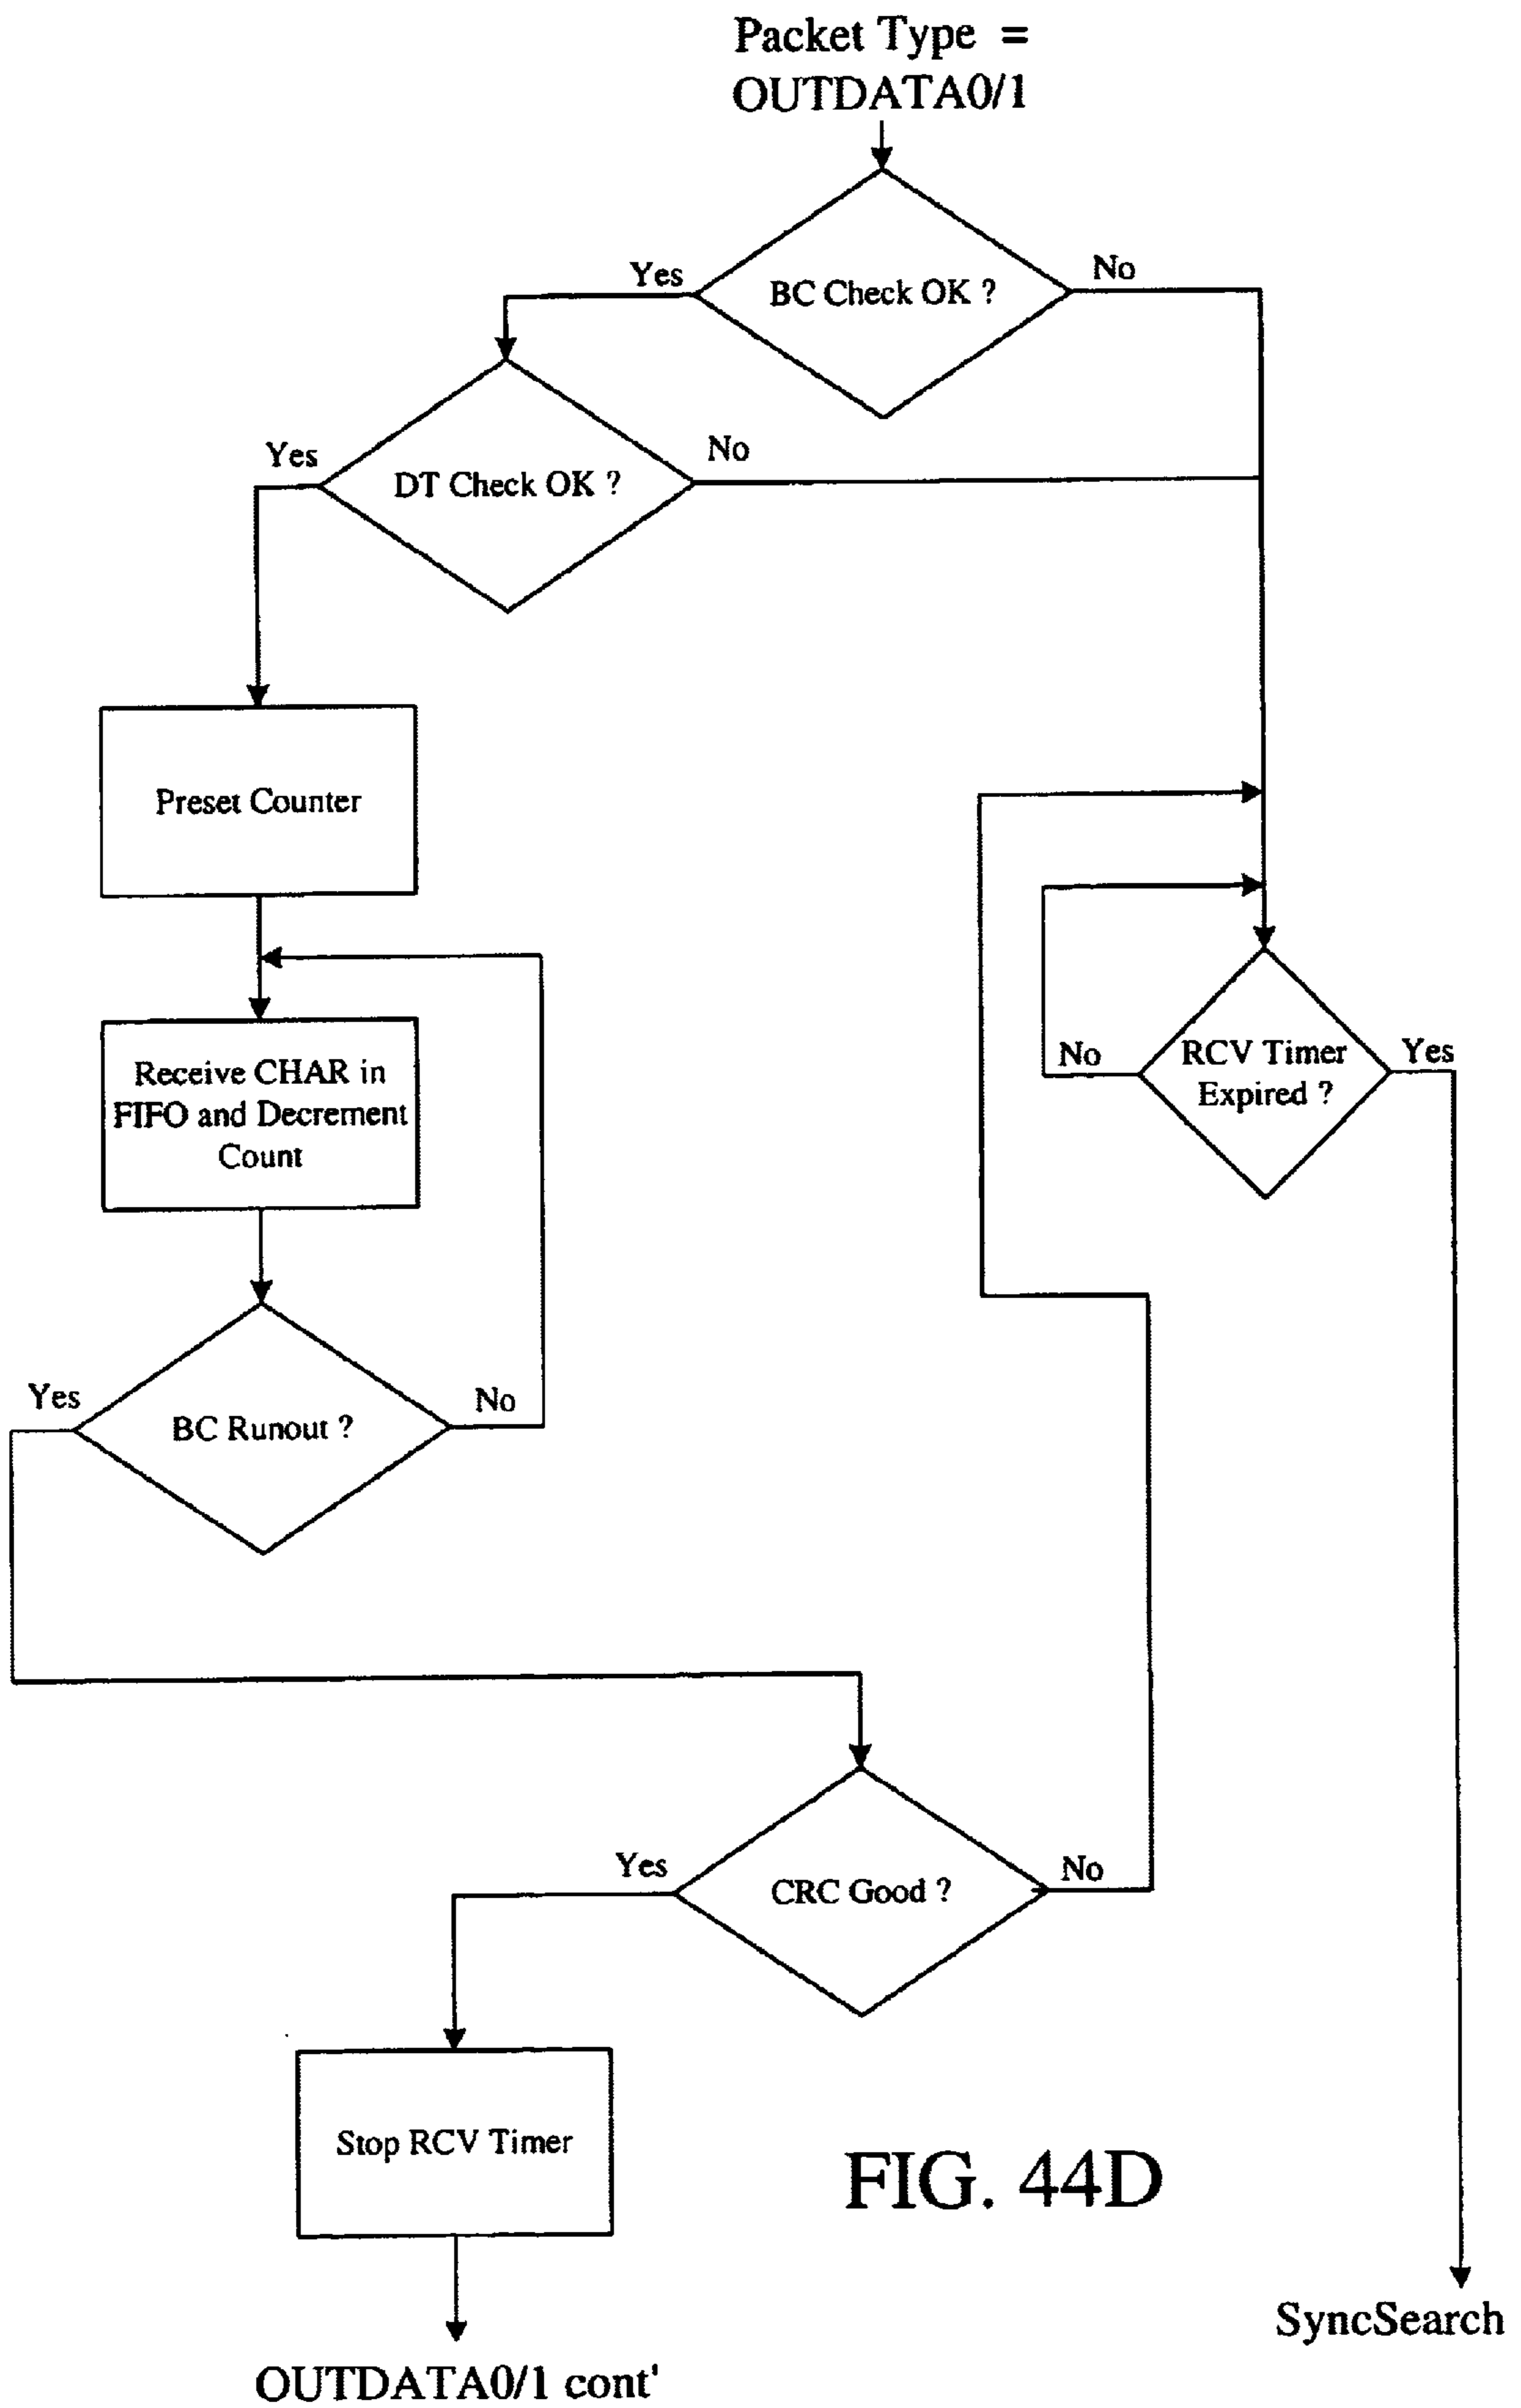 Packet Type =
OUTDATA0/1
Yes
BC Check OK ?
No
Yes
DT Check OK ?
No
Preset Counter
Receive CHAR in
FIFO and Decrement
Count
No
RCV Timer
Expired ?
Yes
Yes
BC Runout ?
No
Yes
CRC Good ?
No
Stop RCV Timer
FIG. 44D
SyncSearch
OUTDATA0/1 cont'